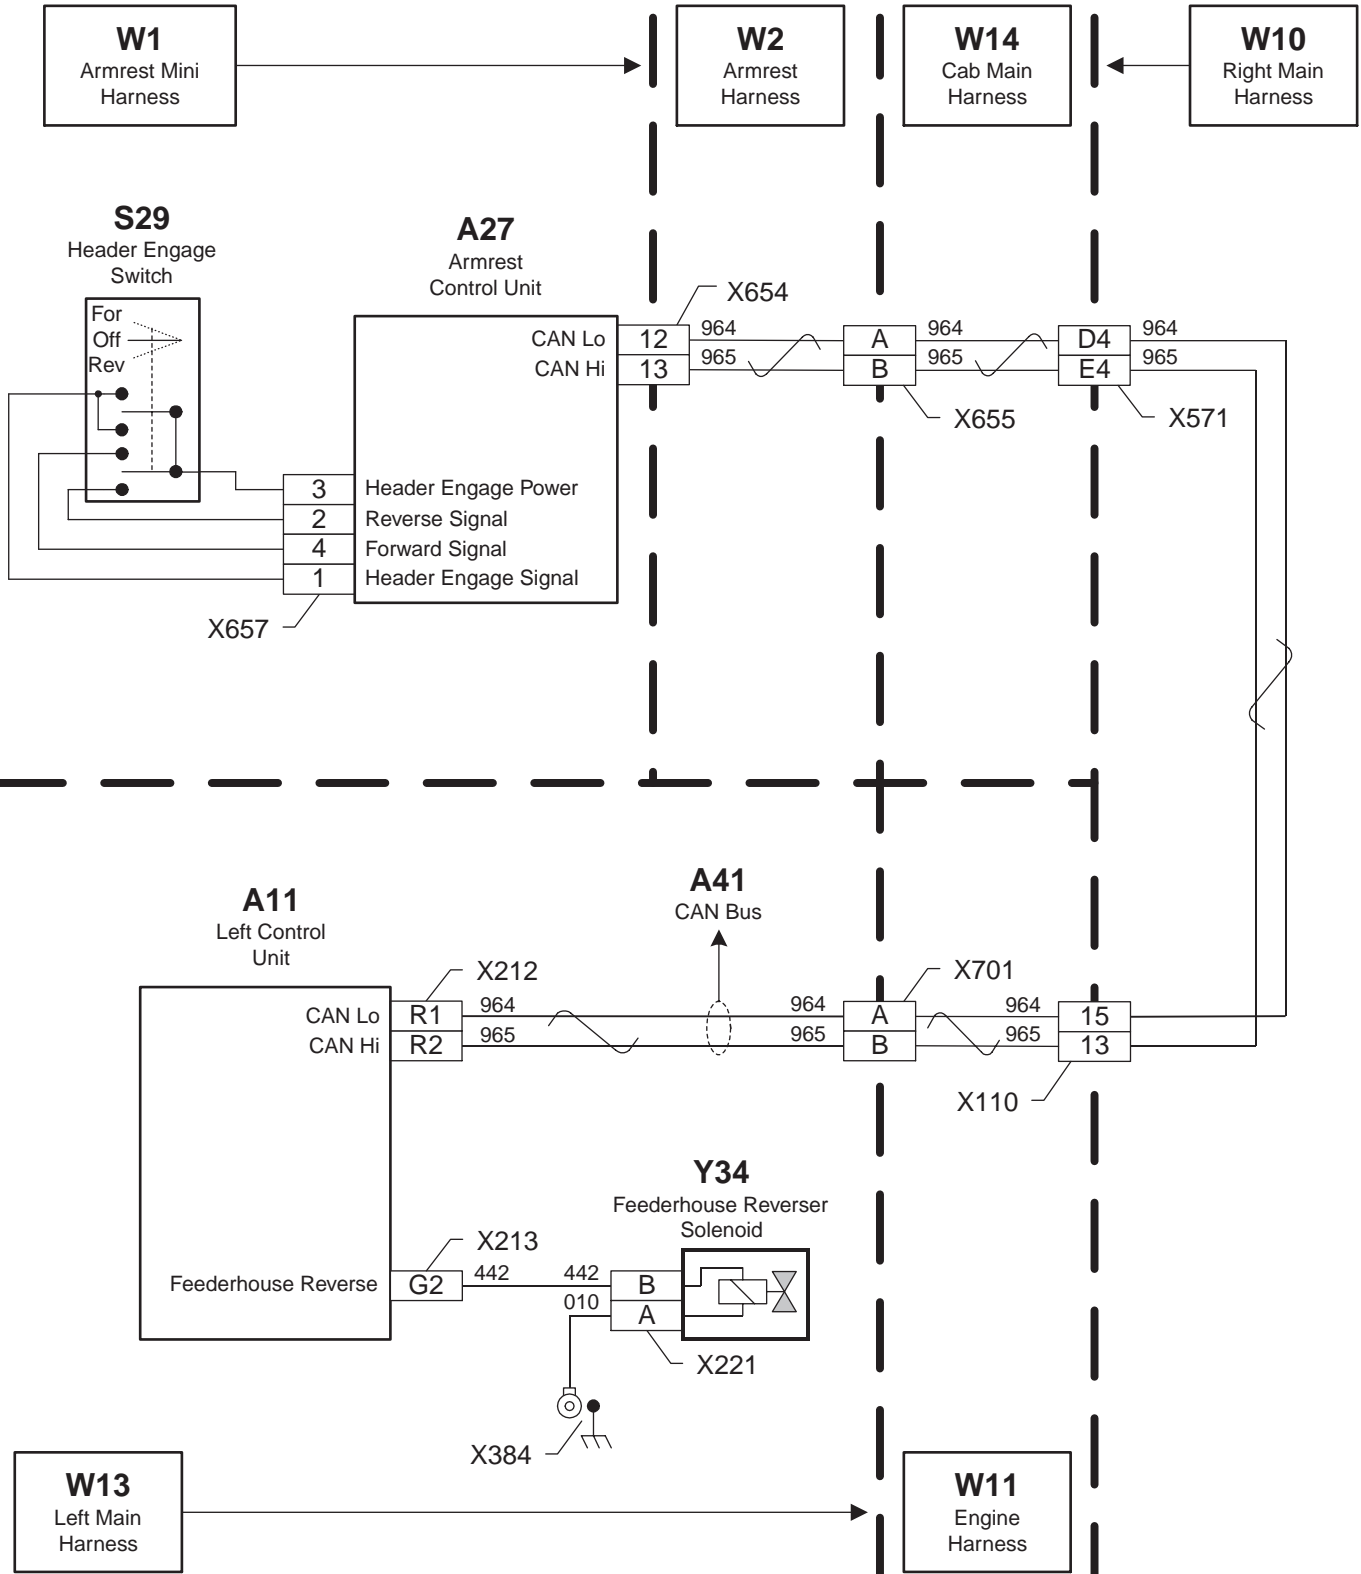 W1
Armrest Mini
Harness
W2
Armrest
Harness
W14
Cab Main
Harness
W10
Right Main
Harness
S29
Header Engage
Switch
For
Off
Rev
A27
Armrest
Control Unit
CAN Lo
CAN Hi
12
13
X654
964
965
A
B
X655
964
965
D4
E4
X571
964
965
3
Header Engage Power
2
Reverse Signal
4
Forward Signal
1
Header Engage Signal
X657
A11
Left Control
Unit
CAN Lo
CAN Hi
R1
R2
X212
964
965
A41
CAN Bus
964
965
A
B
X701
964
965
15
13
X110
Feederhouse Reverse
G2
X213
442
442
010
B
A
Y34
Feederhouse Reverser
Solenoid
X221
X384
W13
Left Main
Harness
W11
Engine
Harness